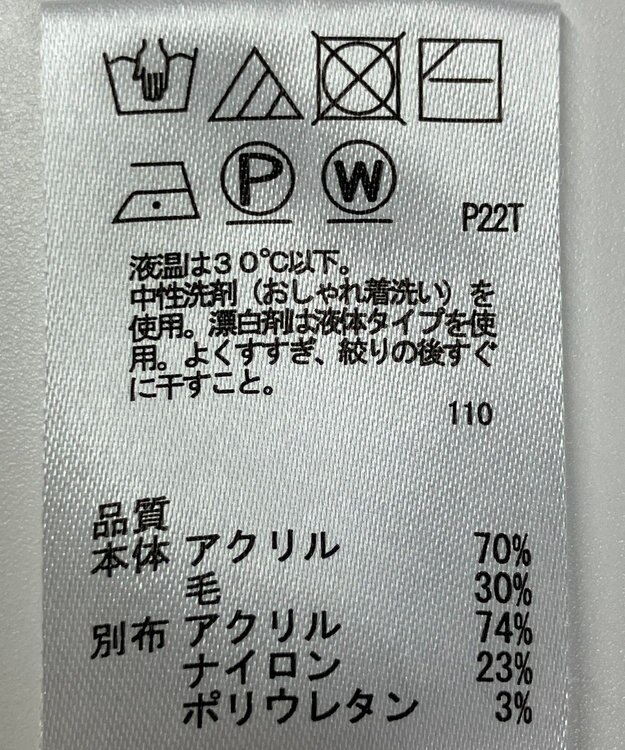 P W
P22T
液温は30℃以下。
中性洗剤（おしゃれ着洗い）を
使用。漂白剤は液体タイプを使
用。よくすすぎ、絞りの後すぐ
に干すこと。
110
品質
本体 アクリル 70%
毛 30%
別布 アクリル 74%
ナイロン 23%
ポリウレタン 3%